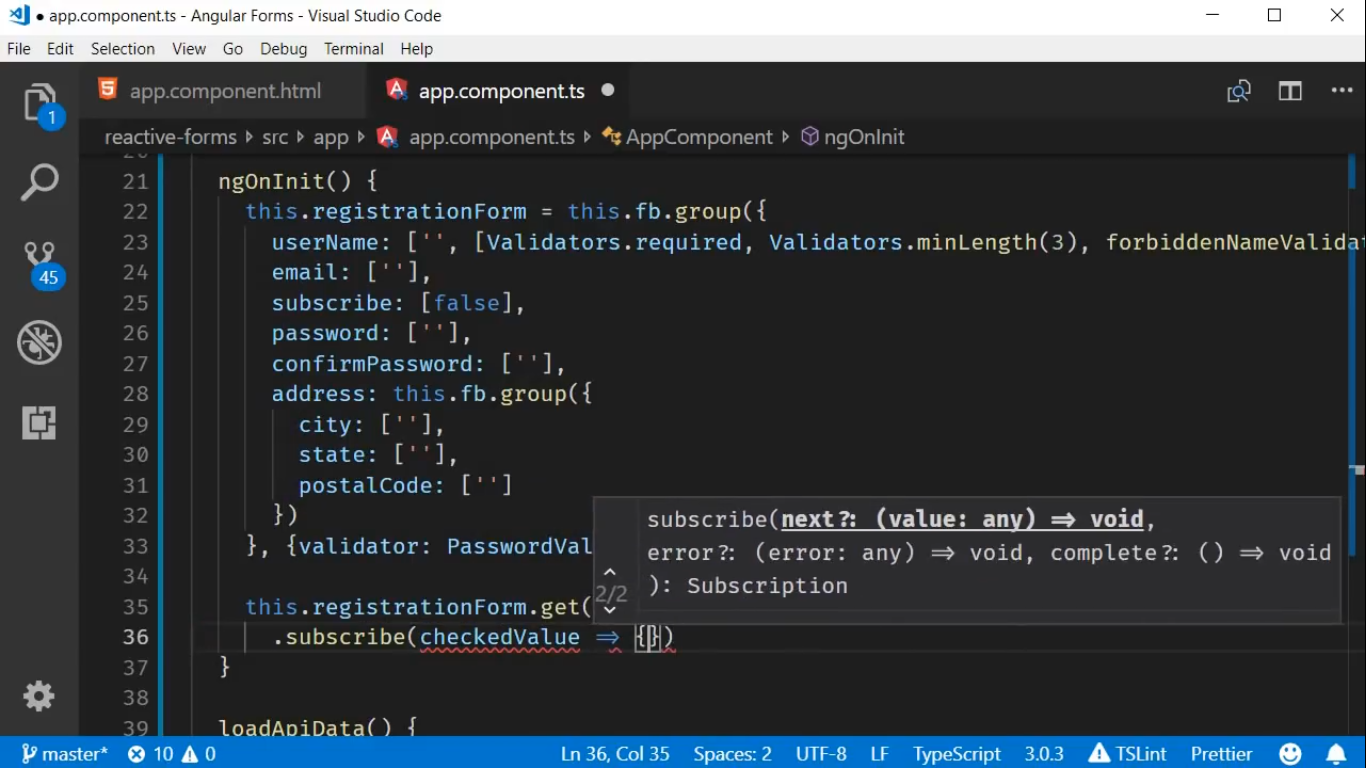 ● app.component.ts - Angular Forms - Visual Studio Code
File Edit Selection View Go Debug Terminal Help
app.component.html app.component.ts ●
reactive-forms src app app.component.ts AppComponent ngOnInit
21 ngOnInit() {
22 this.registrationForm = this.fb.group({
23 userName: ['', [Validators.required, Validators.minLength(3), forbiddenNameValidat
24 email: [''],
25 subscribe: [false],
26 password: [''],
27 confirmPassword: [''],
28 address: this.fb.group({
29 city: [''],
30 state: [''],
31 postalCode: ['']
32 })
33 }, {validator: PasswordVal
34
35 this.registrationForm.get(
36 .subscribe(checkedValue => {})
37 }
38
39 loadApiData() {
subscribe(next?: (value: any) => void,
error?: (error: any) => void, complete?: () => void
2/2 ): Subscription
1
45
master* 10 0 Ln 36, Col 35 Spaces: 2 UTF-8 LF TypeScript 3.0.3 TSLint Prettier